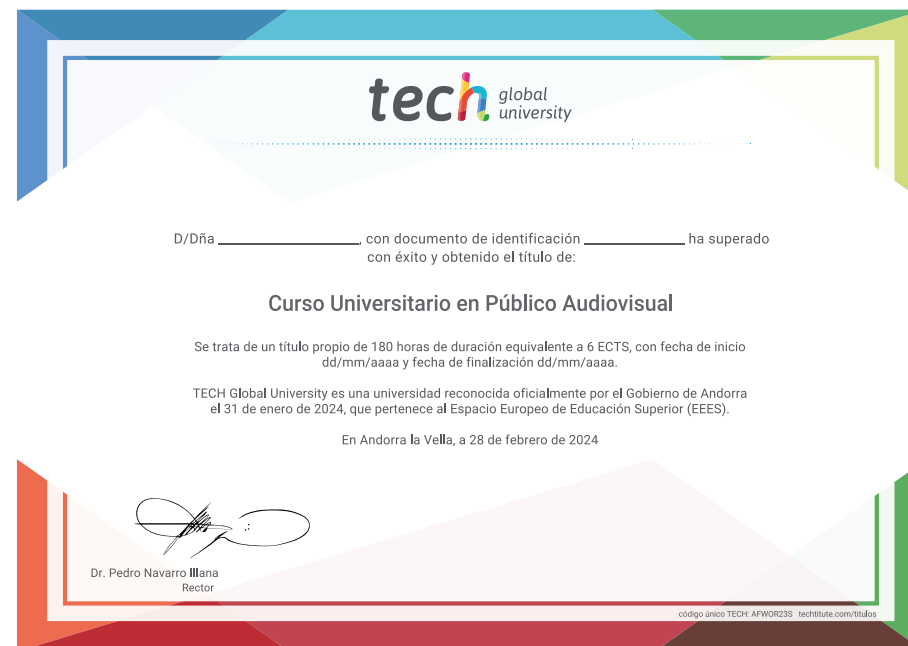 tech global university
D/Dña ____________________, con documento de identificación ______________ ha superado
con éxito y obtenido el título de:
Curso Universitario en Público Audiovisual
Se trata de un título propio de 180 horas de duración equivalente a 6 ECTS, con fecha de inicio
dd/mm/aaaa y fecha de finalización dd/mm/aaaa.
TECH Global University es una universidad reconocida oficialmente por el Gobierno de Andorra
el 31 de enero de 2024, que pertenece al Espacio Europeo de Educación Superior (EEES).
En Andorra la Vella, a 28 de febrero de 2024
Dr. Pedro Navarro Illana
Rector
código único TECH: AFWOR23S techtitute.com/titulos